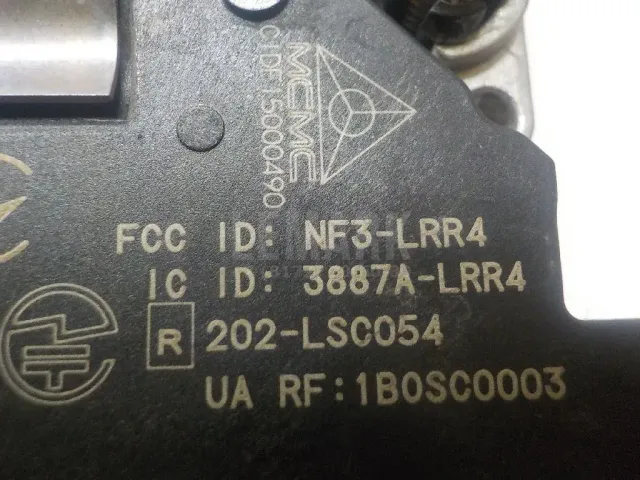 MCMC
CIDF15000490
FCC ID: NF3-LRR4
IC ID: 3887A-LRR4
R 202-LSC054
UA RF:1B0SC0003